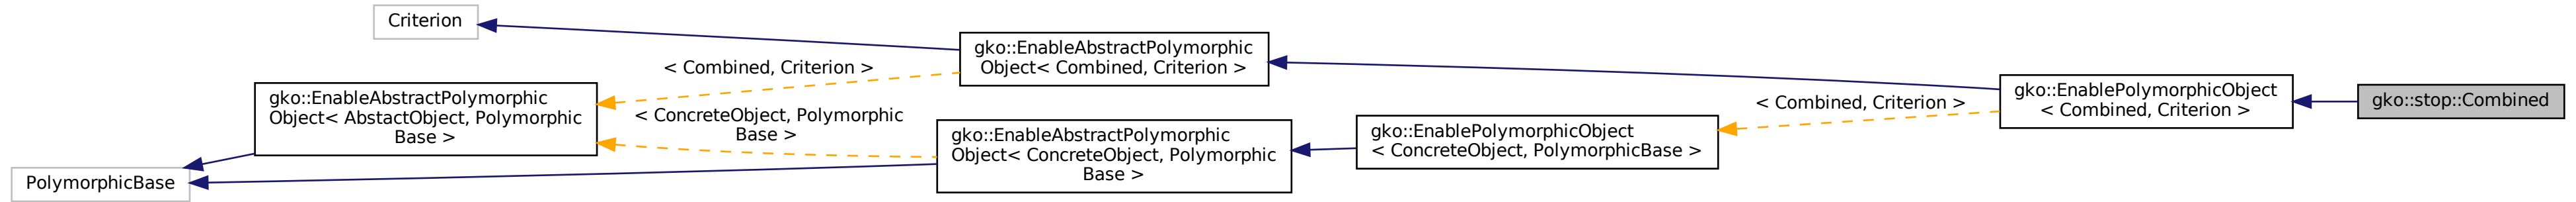 Criterion
gko::EnableAbstractPolymorphic
Object< Combined, Criterion >
< Combined, Criterion >
gko::EnableAbstractPolymorphic
Object< AbstactObject, Polymorphic
Base >
< ConcreteObject, Polymorphic
Base >
gko::EnableAbstractPolymorphic
Object< ConcreteObject, Polymorphic
Base >
PolymorphicBase
gko::EnablePolymorphicObject
< ConcreteObject, PolymorphicBase >
< Combined, Criterion >
gko::EnablePolymorphicObject
< Combined, Criterion >
gko::stop::Combined